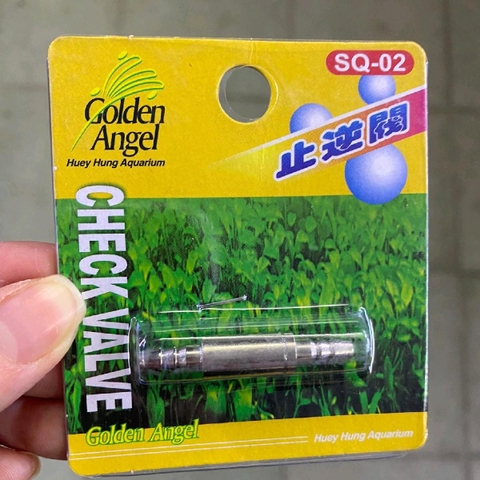 Golden
Angel
Huey Hung Aquarium
SQ-02
止逆閥
CHECK VALVE
Golden Angel
Huey Hung Aquarium